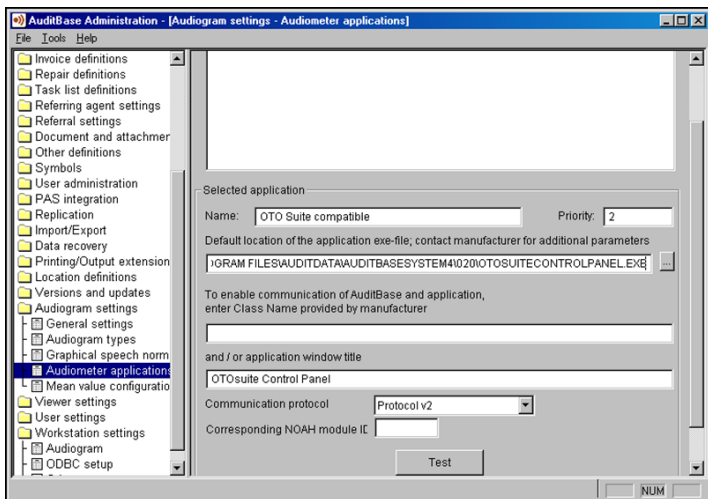 AuditBase Administration - [Audiogram settings - Audiometer applications]
File Tools Help
Invoice definitions
Repair definitions
Task list definitions
Referring agent settings
Referral settings
Document and attachmer
Other definitions
Symbols
User administration
PAS integration
Replication
Import/Export
Data recovery
Printing/Output extension
Location definitions
Versions and updates
Audiogram settings
General settings
Audiogram types
Graphical speech norm
Audiometer applications
Mean value configuratio
Viewer settings
User settings
Workstation settings
Audiogram
ODBC setup
Selected application
Name: OTO Suite compatible Priority: 2
Default location of the application exe-file; contact manufacturer for additional parameters
OGRAM FILES\AUDITDATA\AUDITBASESYSTEM4\020\OTOSUITECONTROLPANEL.EXE ...
To enable communication of AuditBase and application,
enter Class Name provided by manufacturer
and / or application window title
OTOsuite Control Panel
Communication protocol Protocol v2
Corresponding NOAH module ID
Test
NUM